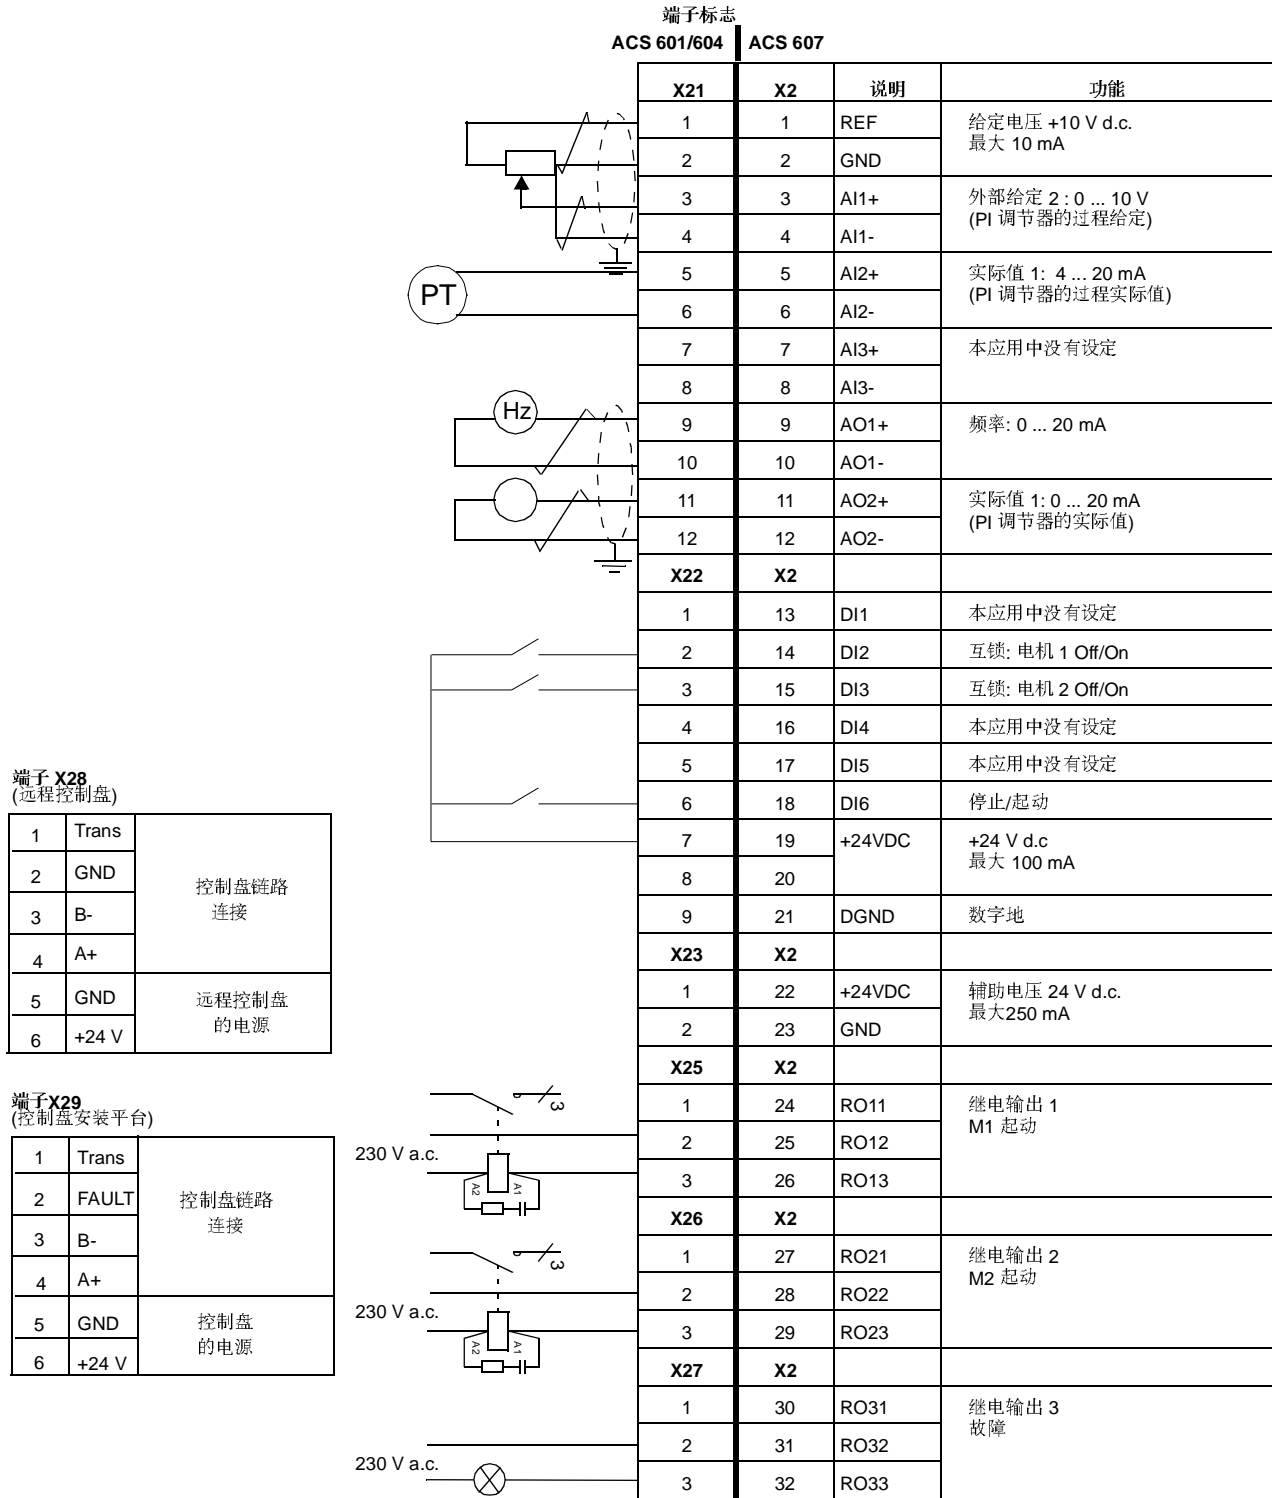 端子标志
ACS 601/604 ACS 607
X21 X2 说明 功能
1 1 REF 给定电压 +10 V d.c.
最大 10 mA
2 2 GND
3 3 AI1+ 外部给定 2 : 0 ... 10 V
(PI 调节器的过程给定)
4 4 AI1-
5 5 AI2+ 实际值 1: 4 ... 20 mA
(PI 调节器的过程实际值)
6 6 AI2-
PT
7 7 AI3+ 本应用中没有设定
8 8 AI3-
Hz
9 9 AO1+ 频率: 0 ... 20 mA
10 10 AO1-
11 11 AO2+ 实际值 1: 0 ... 20 mA
(PI 调节器的实际值)
12 12 AO2-
X22 X2
1 13 DI1 本应用中没有设定
2 14 DI2 互锁: 电机 1 Off/On
3 15 DI3 互锁: 电机 2 Off/On
4 16 DI4 本应用中没有设定
5 17 DI5 本应用中没有设定
6 18 DI6 停止/起动
7 19 +24VDC +24 V d.c
最大 100 mA
8 20
9 21 DGND 数字地
X23 X2
1 22 +24VDC 辅助电压 24 V d.c.
最大250 mA
2 23 GND
X25 X2
1 24 RO11 继电输出 1
M1 起动
2 25 RO12
3 26 RO13
3
230 V a.c.
A2 A1
X26 X2
1 27 RO21 继电输出 2
M2 起动
2 28 RO22
3 29 RO23
3
230 V a.c.
A2 A1
X27 X2
1 30 RO31 继电输出 3
故障
2 31 RO32
3 32 RO33
230 V a.c.
端子 X28
(远程控制盘)
1 Trans
2 GND
控制盘链路
连接
3 B-
4 A+
5 GND 远程控制盘
的电源
6 +24 V
端子X29
(控制盘安装平台)
1 Trans
2 FAULT 控制盘链路
连接
3 B-
4 A+
5 GND 控制盘
的电源
6 +24 V